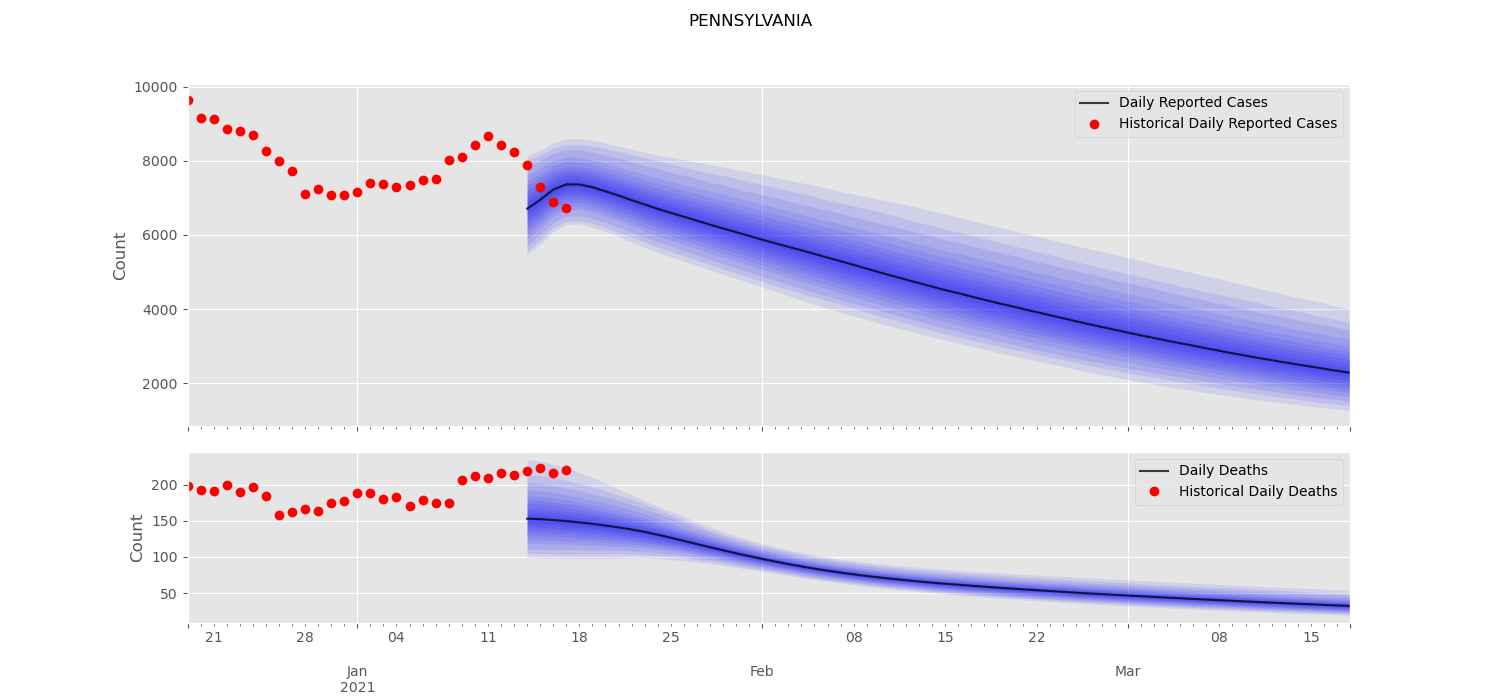 PENNSYLVANIA
10000
8000
6000
4000
2000
Count
Daily Reported Cases
Historical Daily Reported Cases
200
150
100
50
Count
Daily Deaths
Historical Daily Deaths
21 28 04 11 18 25 08 15 22 08 15
Jan Feb Mar
2021